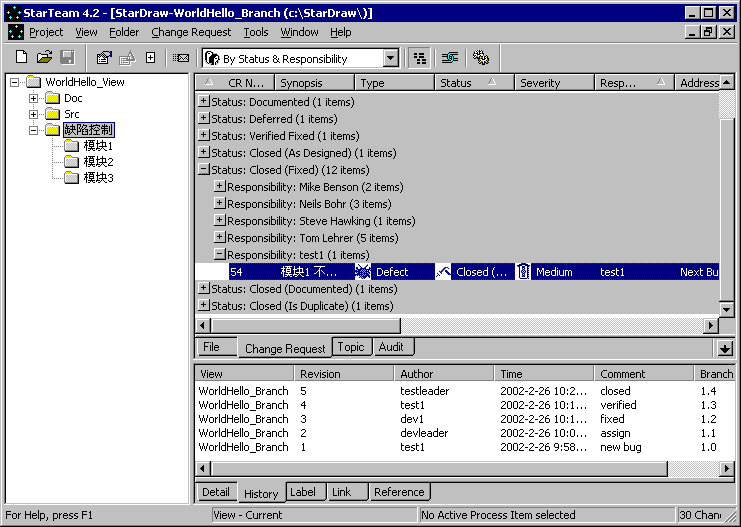 StarTeam 4.2 - [StarDraw-WorldHello_Branch (c:\StarDraw\)]
Project View Folder Change Request Tools Window Help
By Status & Responsibility
WorldHello_View
Doc
Src
缺陷控制
模块1
模块2
模块3
CR N... Synopsis Type Status Severity Resp... Address
Status: Documented (1 items)
Status: Deferred (1 items)
Status: Verified Fixed (1 items)
Status: Closed (As Designed) (1 items)
Status: Closed (Fixed) (12 items)
Responsibility: Mike Benson (2 items)
Responsibility: Neils Bohr (3 items)
Responsibility: Steve Hawking (1 items)
Responsibility: Tom Lehrer (5 items)
Responsibility: test1 (1 items)
54 模块1 不... Defect Closed (... Medium test1 Next Bu
Status: Closed (Documented) (1 items)
Status: Closed (Is Duplicate) (1 items)
File Change Request Topic Audit
View Revision Author Time Comment Branch
WorldHello_Branch 5 testleader 2002-2-26 10:2... closed 1.4
WorldHello_Branch 4 test1 2002-2-26 10:1... verified 1.3
WorldHello_Branch 3 dev1 2002-2-26 10:1... fixed 1.2
WorldHello_Branch 2 devleader 2002-2-26 10:0... assign 1.1
WorldHello_Branch 1 test1 2002-2-26 9:58... new bug 1.0
Detail History Label Link Reference
For Help, press F1 View - Current No Active Process Item selected 30 Chan